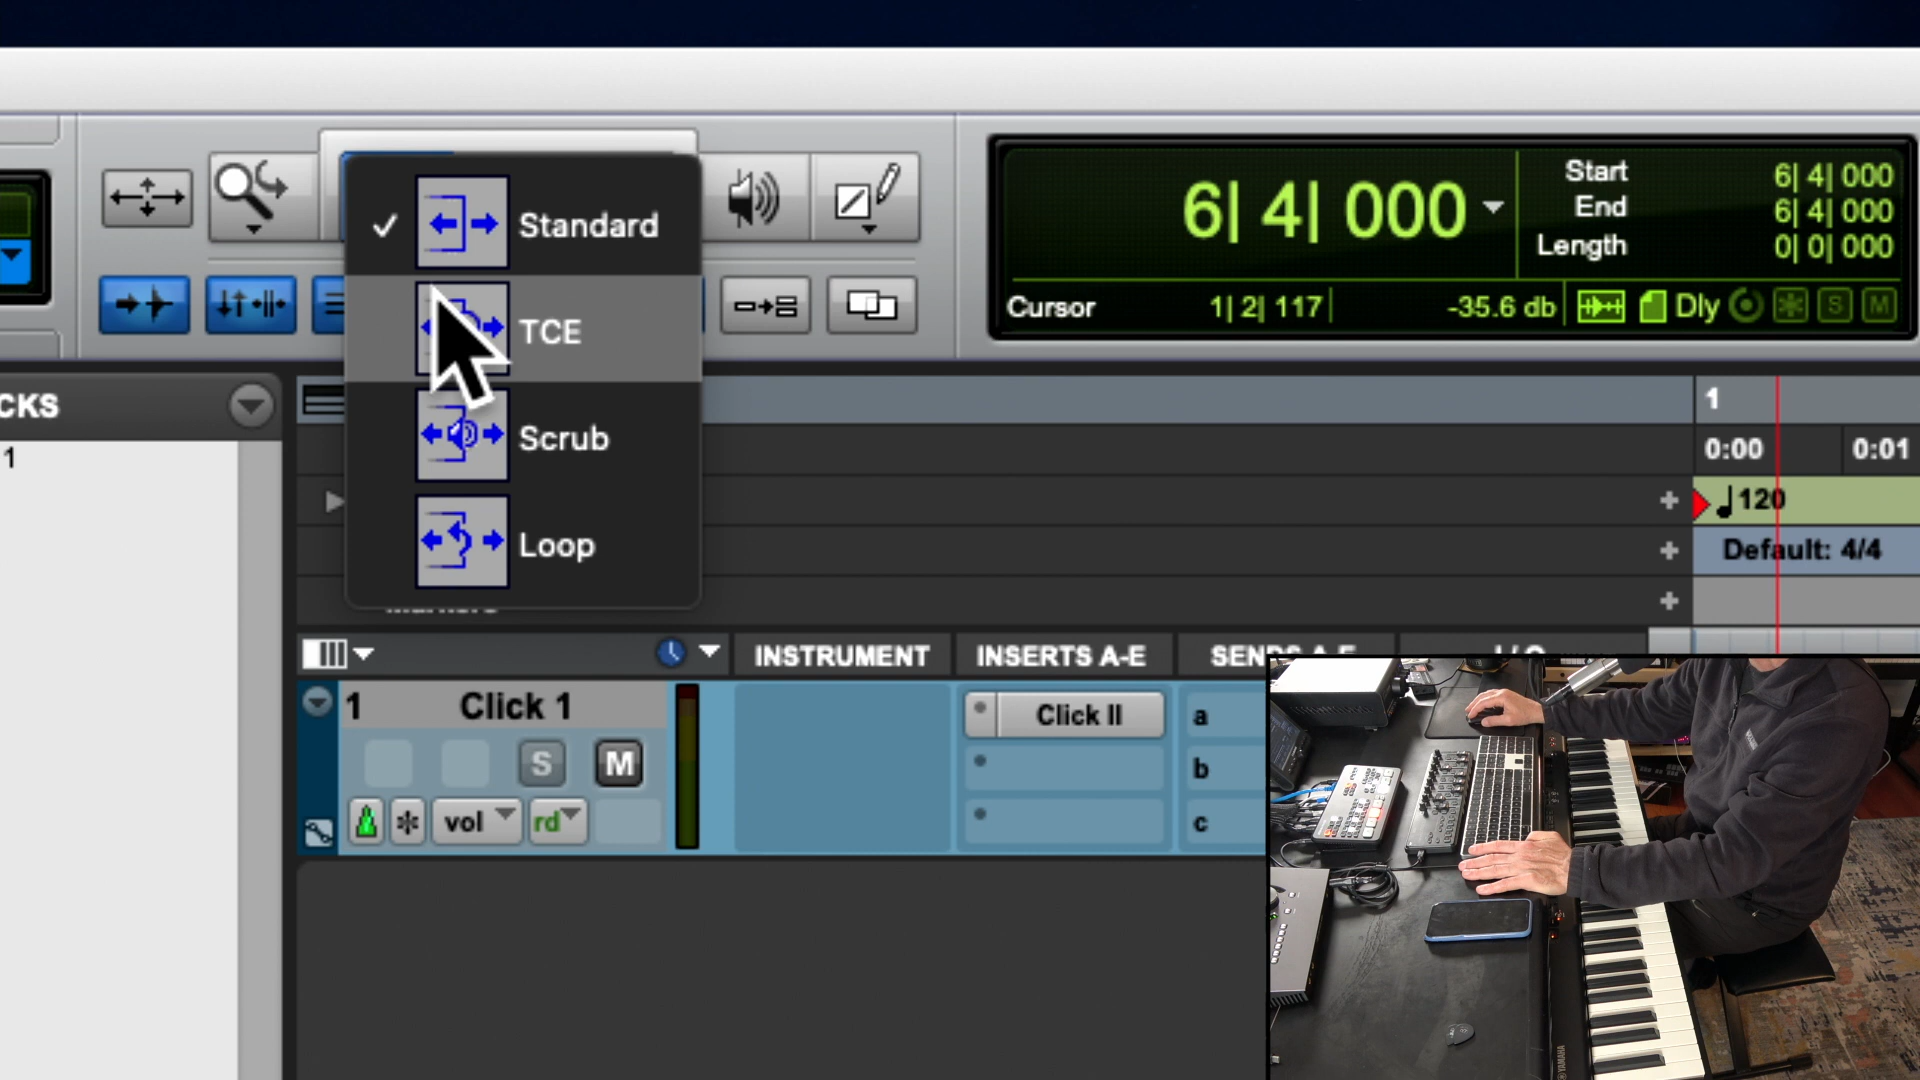 Standard
TCE
Scrub
Loop
6| 4| 000
Start 6| 4| 000
End 6| 4| 000
Length 0| 0| 000
Cursor 1| 2| 117 -35.6 db Dly S M
CKS
1
1
0:00 0:01
120
Default: 4/4
INSTRUMENT INSERTS A-E SENDS A-E I/O
1 Click 1
S M
vol rd
Click II
a
b
c
YAMAHA